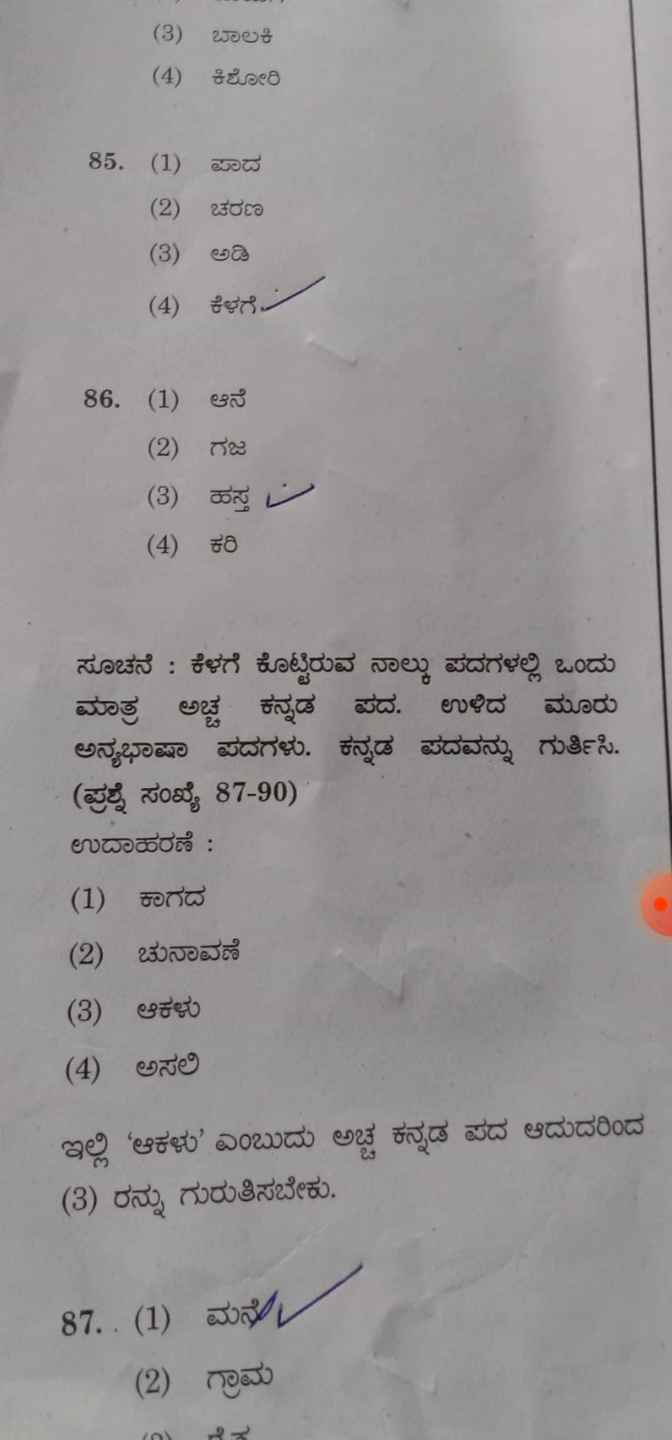 (3) ಬಾಲಕಿ
(4) ಕಿಶೋರಿ
85. (1) ಪಾದ
(2) ಚರಣ
(3) ಅಡಿ
(4) ಕೆಳಗೆ
86. (1) ಆನೆ
(2) ಗಜ
(3) ಹಸ್ತ
(4) ಕರಿ
ಸೂಚನೆ : ಕೆಳಗೆ ಕೊಟ್ಟಿರುವ ನಾಲ್ಕು ಪದಗಳಲ್ಲಿ ಒಂದು
ಮಾತ್ರ ಅಚ್ಚ ಕನ್ನಡ ಪದ. ಉಳಿದ ಮೂರು
ಅನ್ಯಭಾಷಾ ಪದಗಳು. ಕನ್ನಡ ಪದವನ್ನು ಗುರ್ತಿಸಿ.
(ಪ್ರಶ್ನೆ ಸಂಖ್ಯೆ 87-90)
ಉದಾಹರಣೆ :
(1) ಕಾಗದ
(2) ಚುನಾವಣೆ
(3) ಆಕಳು
(4) ಅಸಲಿ
ಇಲ್ಲಿ ‘ಆಕಳು’ ಎಂಬುದು ಅಚ್ಚ ಕನ್ನಡ ಪದ ಆದುದರಿಂದ
(3) ರನ್ನು ಗುರುತಿಸಬೇಕು.
87. (1) ಮನೆ
(2) ಗ್ರಾಮ